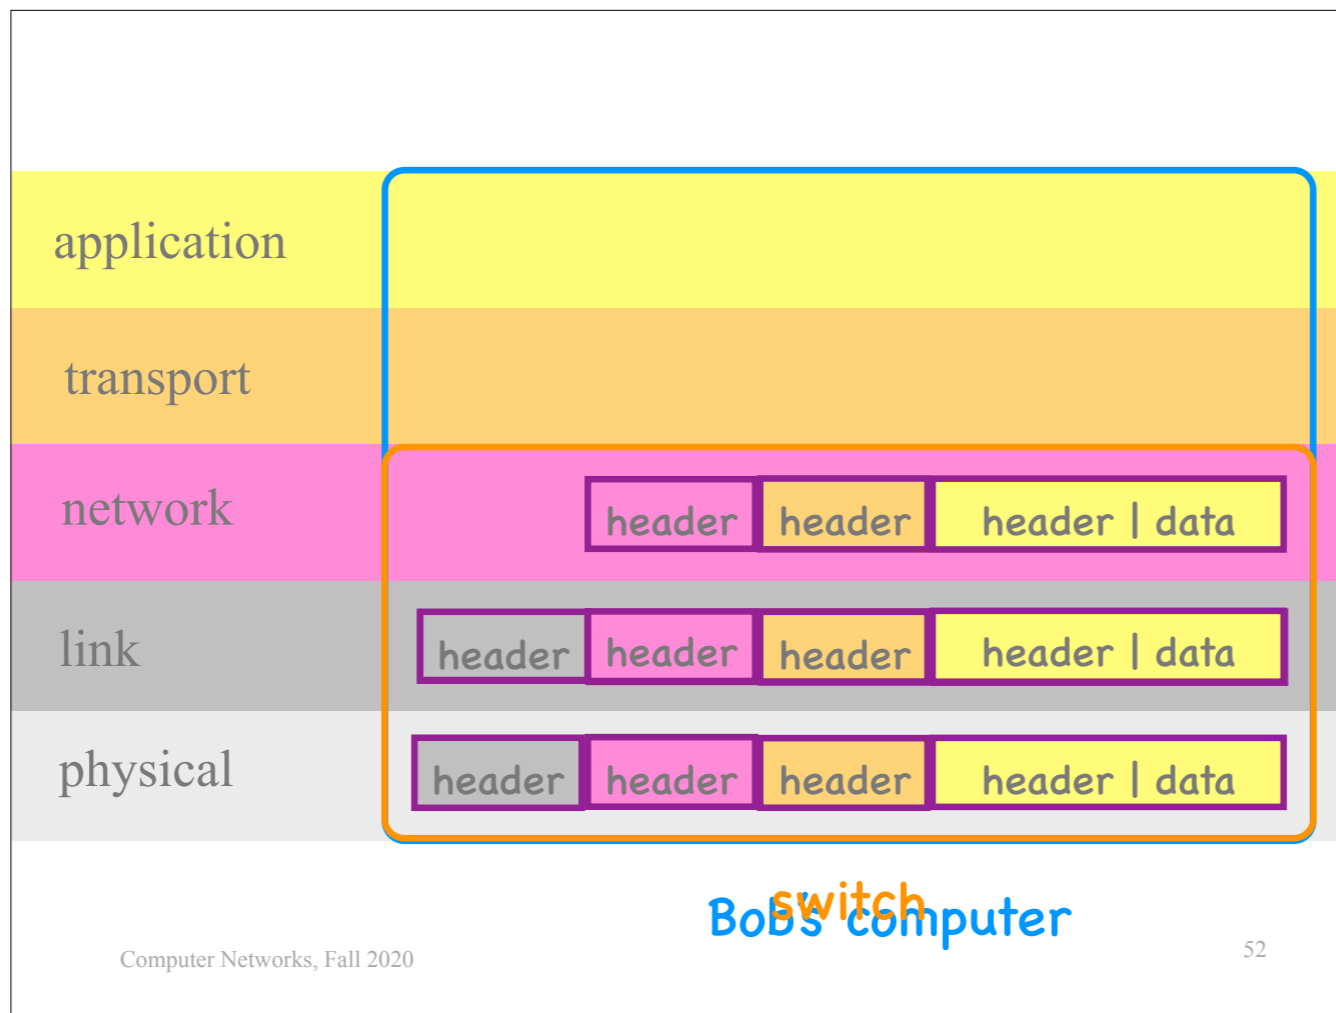 application
transport
network
header header header | data
link
header header header header | data
physical
header header header header | data
switch
Bob's computer
Computer Networks, Fall 2020
52